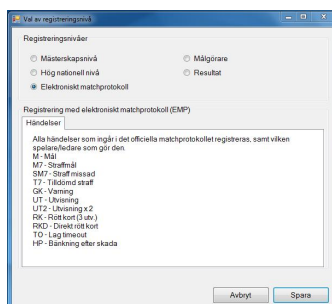 Val av registreringsnivå
Registreringsnivåer
Mästerskapsnivå
Målgörare
Hög nationell nivå
Resultat
Elektroniskt matchprotokoll
Registrering med elektroniskt matchprotokoll (EMP)
Händelser
Alla händelser som ingår i det officiella matchprotokollet registreras, samt vilken
spelare/ledare som gör den.
M - Mål
M7 - Straffmål
SM7 - Straff missad
T7 - Tilldömd straff
GK - Varning
UT - Utvisning
UT2 - Utvisning x 2
RK - Rött kort (3 utv.)
RKD - Direkt rött kort
TO - Lag timeout
HP - Bänkning efter skada
Avbryt
Spara